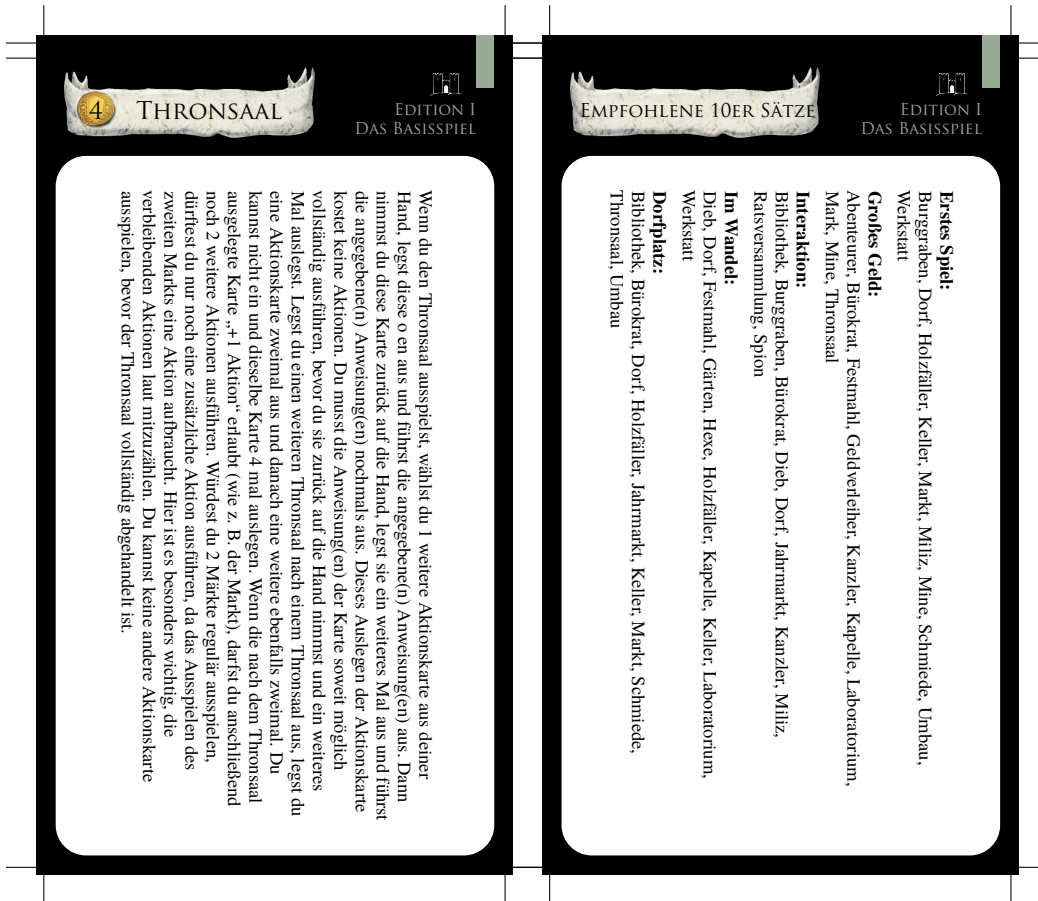 4 THRONSAAL
EDITION I
DAS BASISSPIEL
Wenn du den Thronsaal ausspielst, wählst du 1 weitere Aktionskarte aus deiner
Hand, legst diese o en aus und führst die angegebene(n) Anweisung(en) aus. Dann
nimmst du diese Karte zurück auf die Hand, legst sie ein weiteres Mal aus und führst
die angegebene(n) Anweisung(en) nochmals aus. Dieses Auslegen der Aktionskarte
kostet keine Aktionen. Du musst die Anweisung(en) der Karte soweit möglich
vollständig ausführen, bevor du sie zurück auf die Hand nimmst und ein weiteres
Mal auslegst. Legst du einen weiteren Thronsaal nach einem Thronsaal aus, legst du
eine Aktionskarte zweimal aus und danach eine weitere ebenfalls zweimal. Du
kannst nicht ein und dieselbe Karte 4 mal auslegen. Wenn die nach dem Thronsaal
ausgelegte Karte „+1 Aktion“ erlaubt (wie z. B. der Markt), darfst du anschließend
noch 2 weitere Aktionen ausführen. Würdest du 2 Märkte regulär ausspielen,
dürftest du nur noch eine zusätzliche Aktion ausführen, da das Ausspielen des
zweiten Markts eine Aktion aufbraucht. Hier ist es besonders wichtig, die
verbleibenden Aktionen laut mitzuzählen. Du kannst keine andere Aktionskarte
ausspielen, bevor der Thronsaal vollständig abgehandelt ist.
EMPFOHLENE 10ER SÄTZE
EDITION I
DAS BASISSPIEL
Erstes Spiel:
Burggraben, Dorf, Holzfäller, Keller, Markt, Miliz, Mine, Schmiede, Umbau,
Werkstatt
Großes Geld:
Abenteurer, Bürokrat, Festmahl, Geldverleiher, Kanzler, Kapelle, Laboratorium,
Mark, Mine, Thronsaal
Interaktion:
Bibliothek, Burggraben, Bürokrat, Dieb, Dorf, Jahrmarkt, Kanzler, Miliz,
Ratsversammlung, Spion
Im Wandel:
Dieb, Dorf, Festmahl, Gärten, Hexe, Holzfäller, Kapelle, Keller, Laboratorium,
Werkstatt
Dorfplatz:
Bibliothek, Bürokrat, Dorf, Holzfäller, Jahrmarkt, Keller, Markt, Schmiede,
Thronsaal, Umbau